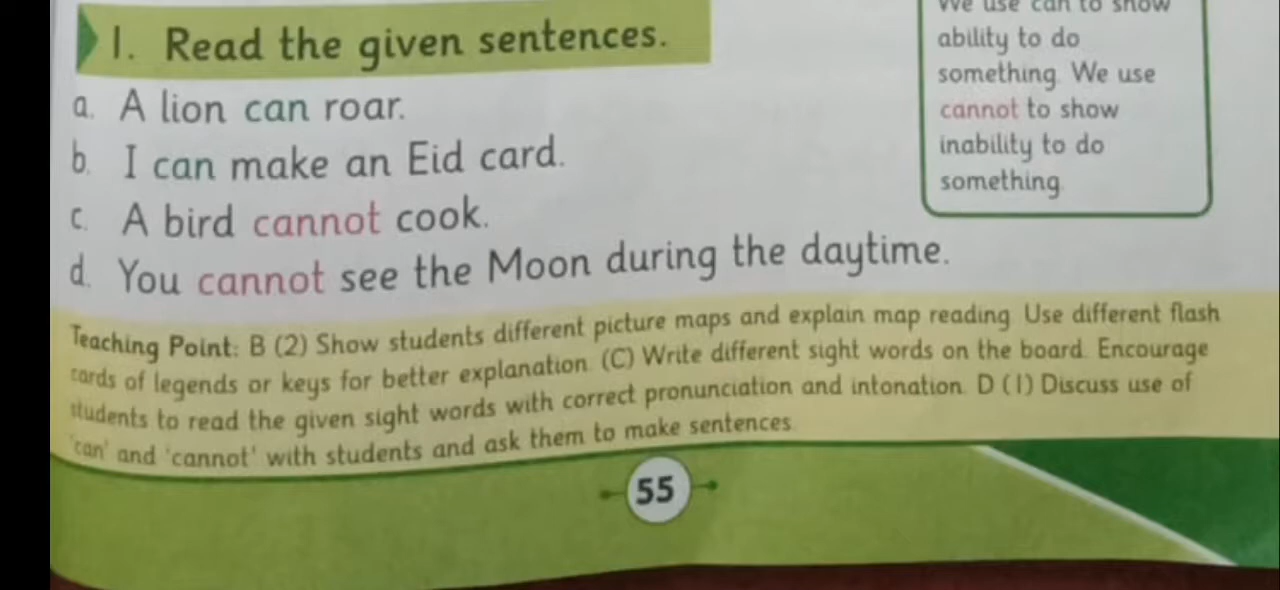 1. Read the given sentences.
a. A lion can roar.
b. I can make an Eid card.
c. A bird cannot cook.
d. You cannot see the Moon during the daytime.
We use can to show
ability to do
something. We use
cannot to show
inability to do
something.
Teaching Point: B (2) Show students different picture maps and explain map reading. Use different flash
cards of legends or keys for better explanation. (C) Write different sight words on the board. Encourage
students to read the given sight words with correct pronunciation and intonation. D (1) Discuss use of
'can' and 'cannot' with students and ask them to make sentences.
55